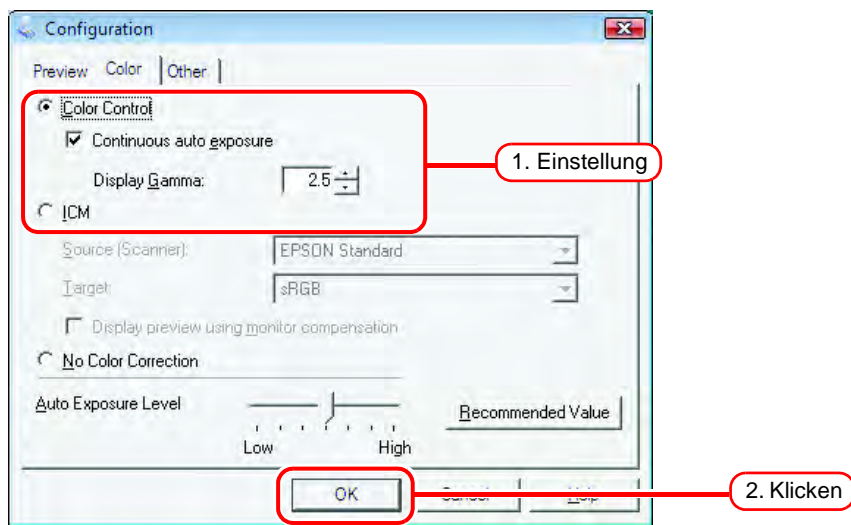 Configuration
Preview Color Other
Color Control
Continuous auto exposure
1. Einstellung
Display Gamma: 2.5
ICM
Source (Scanner): EPSON Standard
Target: sRGB
Display preview using monitor compensation
No Color Correction
Auto Exposure Level
Recommended Value
Low High
OK Cancel Help
2. Klicken